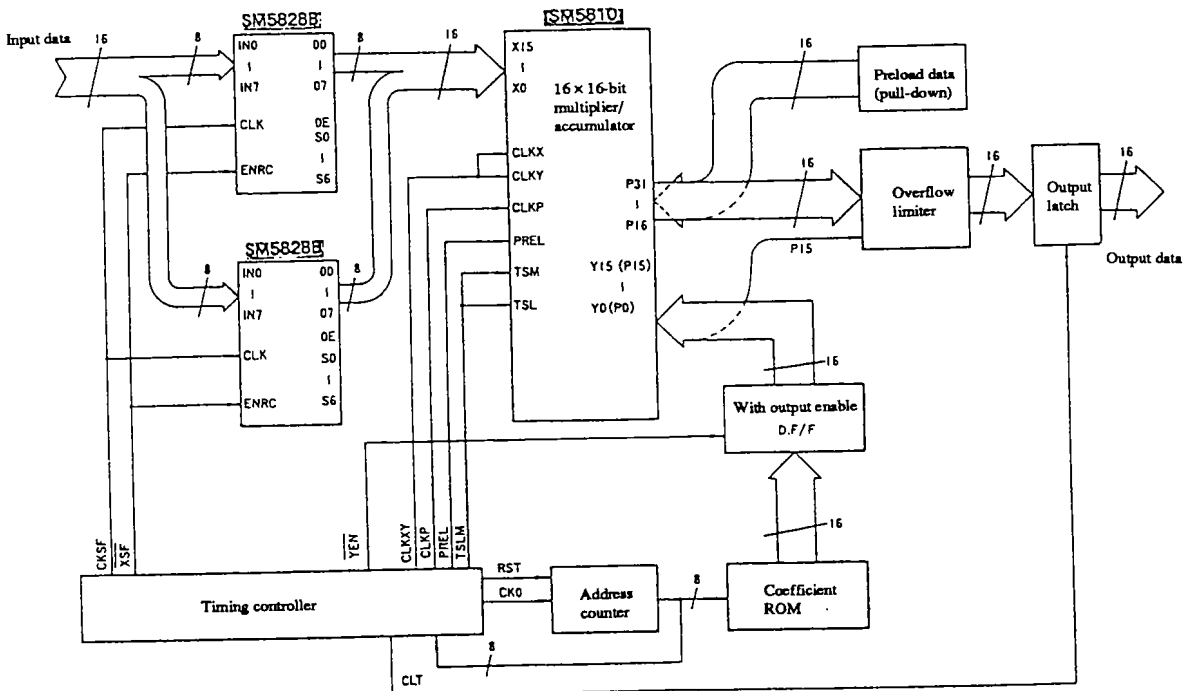 Input data
16
8
SM5828B
IN0
I
IN7
CLK
ENRC
O0
I
O7
OE
S0
I
S6
8
16
SM5828B
8
IN0
I
IN7
CLK
ENRC
O0
I
O7
OE
S0
I
S6
8
SM5810
X15
I
X0
16 × 16-bit
multiplier/
accumulator
CLKX
CLKY
CLKP
PREL
TSM
TSL
P31
I
P16
Y15 (P15)
I
Y0 (P0)
16
Preload data
(pull-down)
16
P15
Overflow
limiter
16
Output
latch
16
Output data
16
With output enable
D.F/F
16
CKSF
XSF
YEN
CLKXY
CLKP
PREL
TSLM
Timing controller
RST
CK0
Address
counter
8
Coefficient
ROM
8
CLT